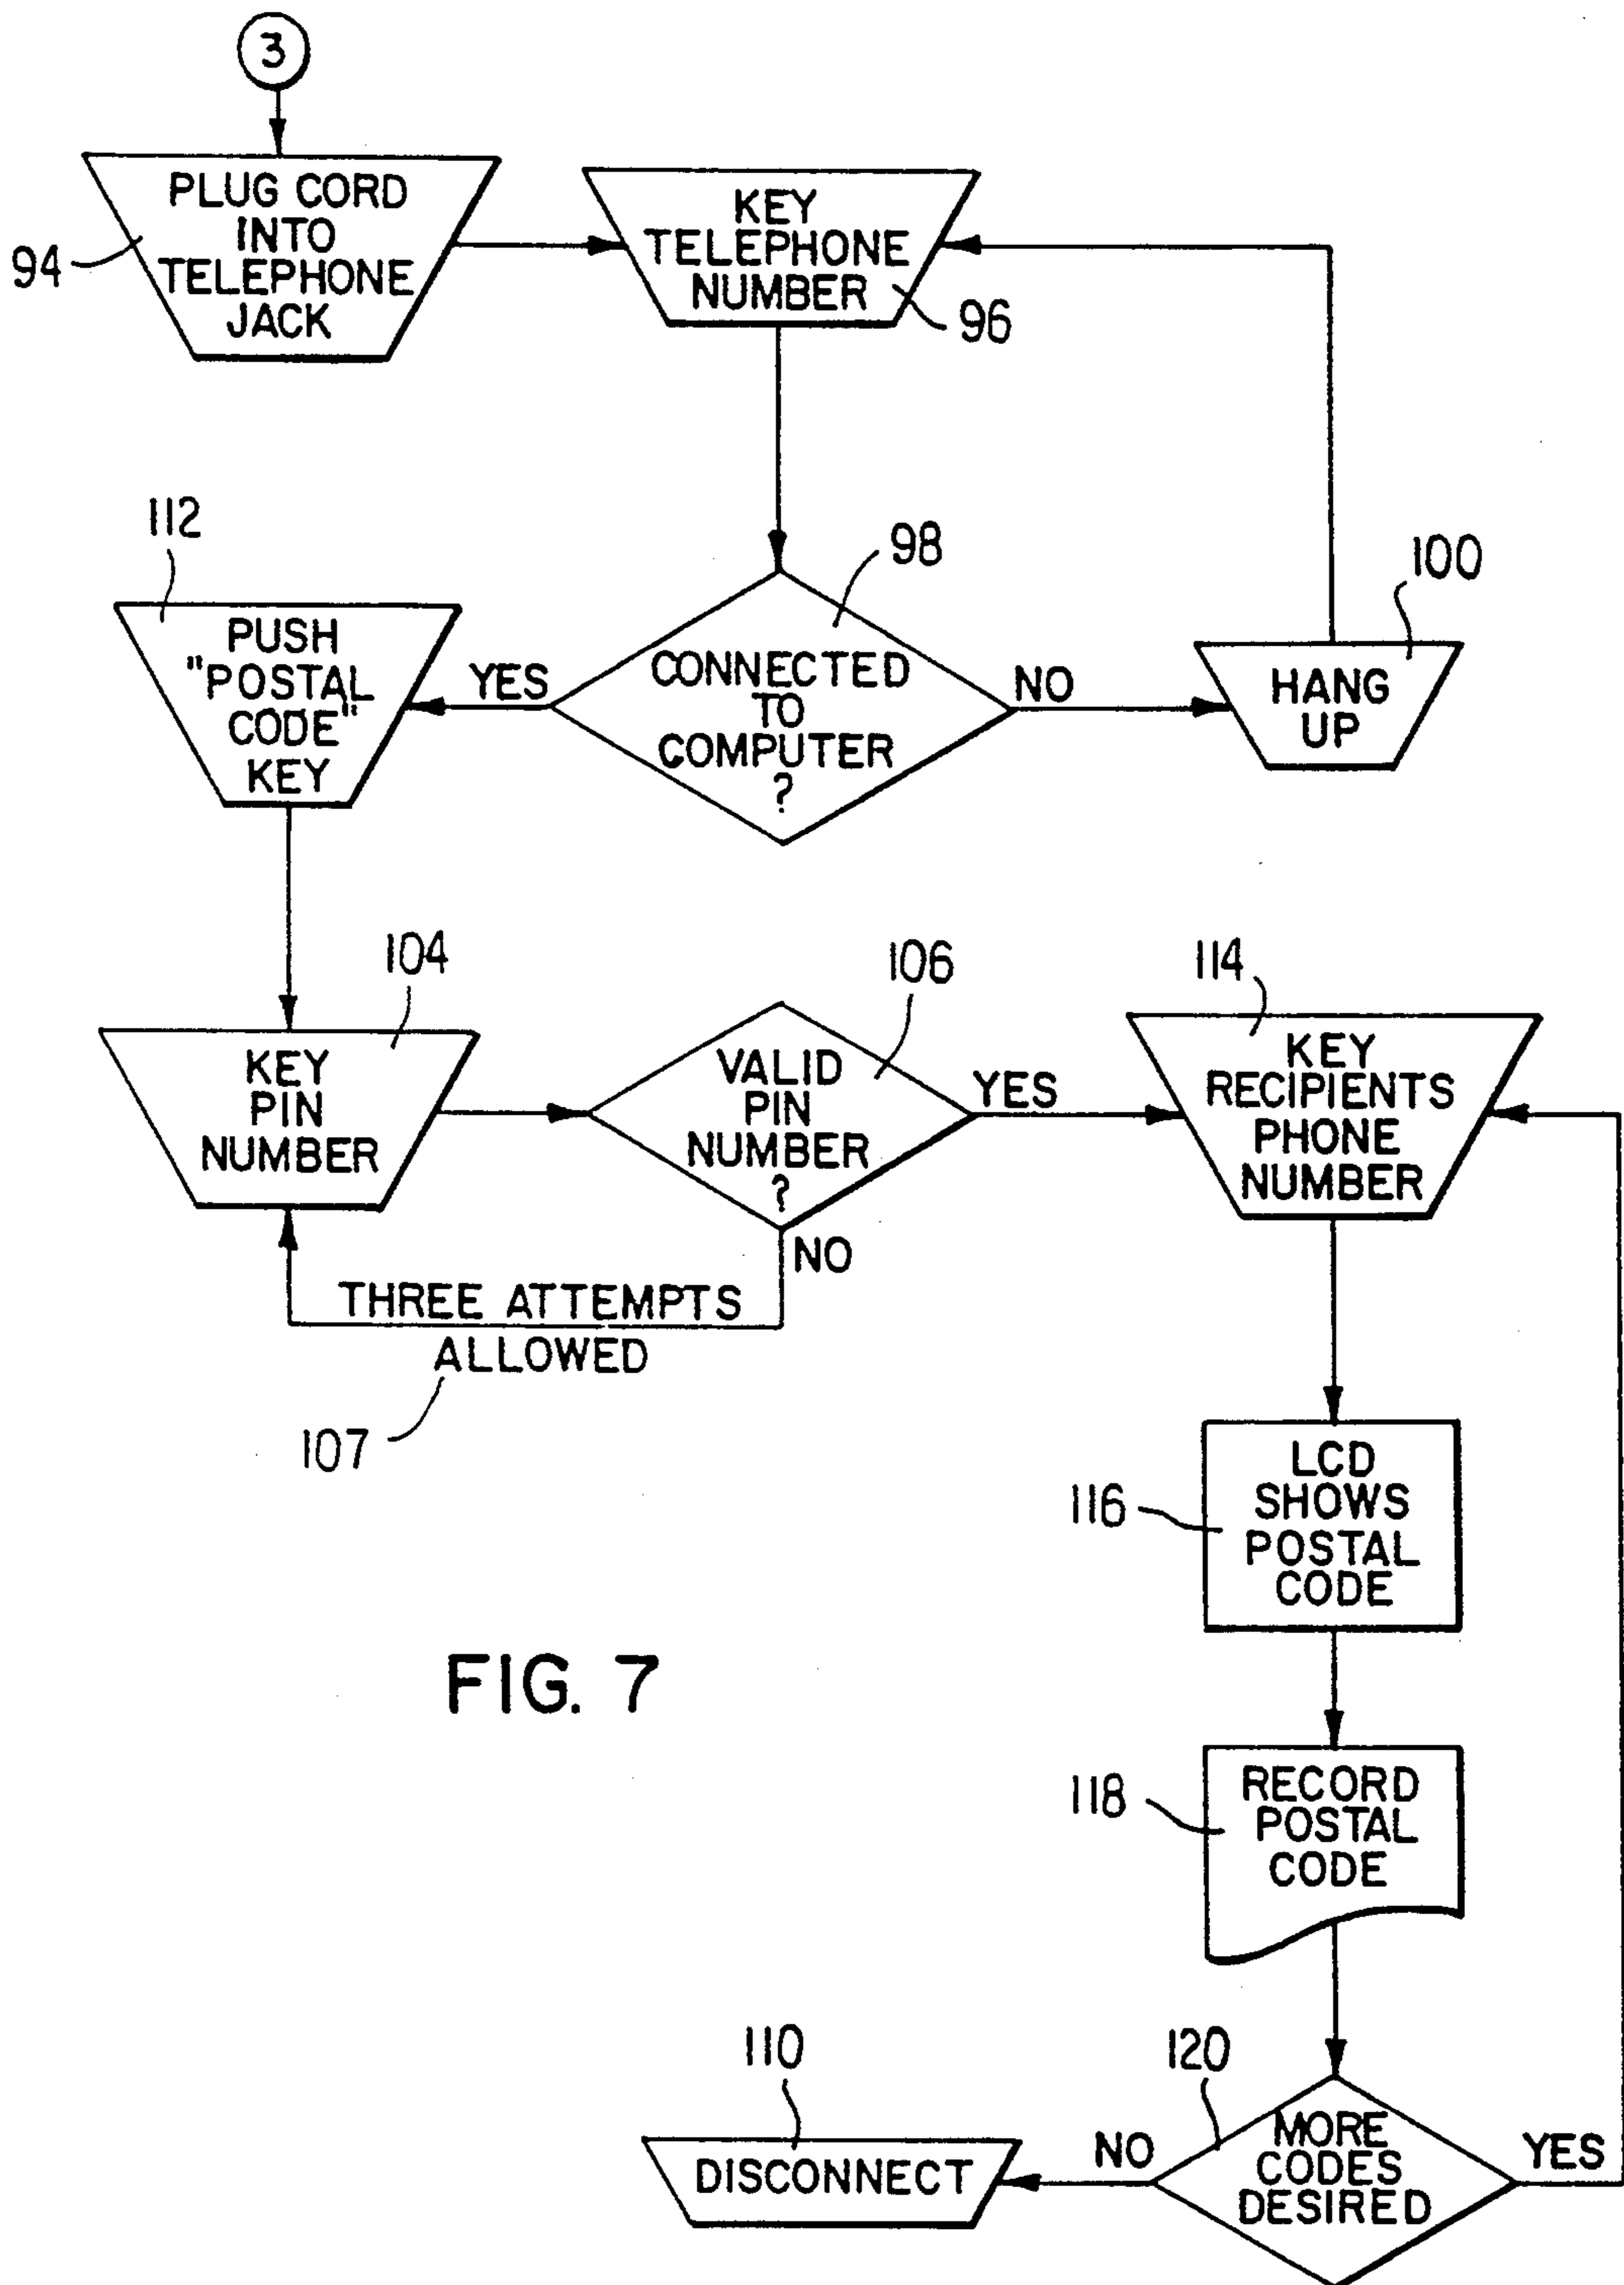 3
PLUG CORD
INTO
TELEPHONE
JACK
94
KEY
TELEPHONE
NUMBER
96
112
PUSH
"POSTAL
CODE"
KEY
YES
98
CONNECTED
TO
COMPUTER
?
NO
100
HANG
UP
104
KEY
PIN
NUMBER
106
VALID
PIN
NUMBER
?
YES
NO
THREE ATTEMPTS
ALLOWED
107
114
KEY
RECIPIENTS
PHONE
NUMBER
116
LCD
SHOWS
POSTAL
CODE
FIG. 7
118
RECORD
POSTAL
CODE
110
DISCONNECT
NO
120
MORE
CODES
DESIRED
YES